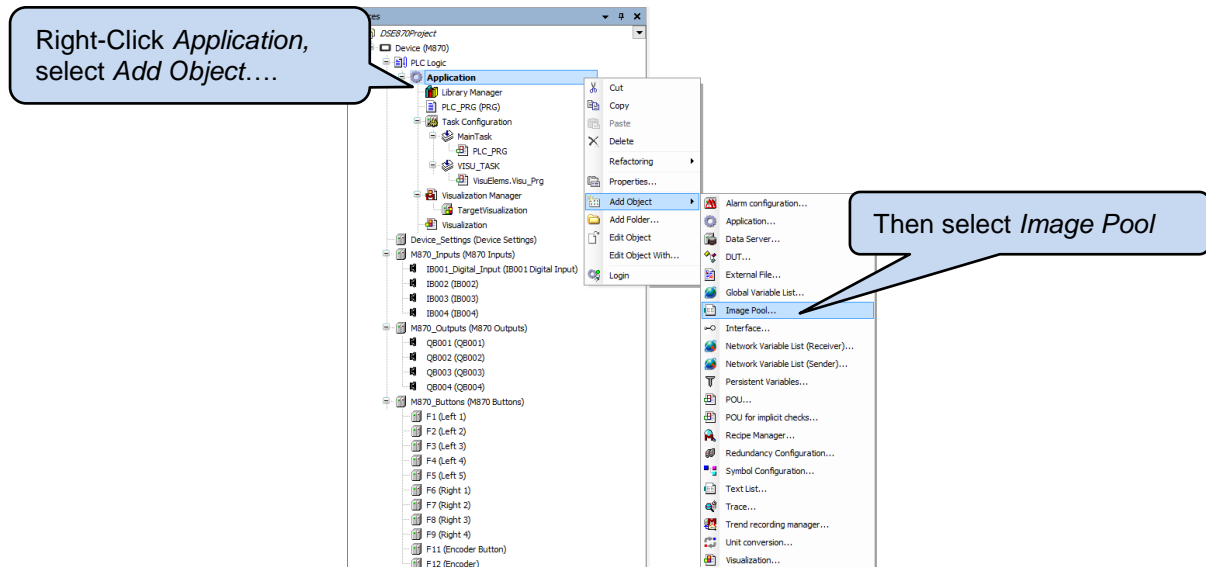 Right-Click Application,
select Add Object….
DSE870Project
Device (M870)
PLC Logic
Application
Library Manager
PLC_PRG (PRG)
Task Configuration
MainTask
PLC_PRG
VISU_TASK
VisuElems.Visu_Prg
Visualization Manager
TargetVisualization
Visualization
Device_Settings (Device Settings)
M870_Inputs (M870 Inputs)
IB001_Digital_Input (IB001 Digital Input)
IB002 (IB002)
IB003 (IB003)
IB004 (IB004)
M870_Outputs (M870 Outputs)
QB001 (QB001)
QB002 (QB002)
QB003 (QB003)
QB004 (QB004)
M870_Buttons (M870 Buttons)
F1 (Left 1)
F2 (Left 2)
F3 (Left 3)
F4 (Left 4)
F5 (Left 5)
F6 (Right 1)
F7 (Right 2)
F8 (Right 3)
F9 (Right 4)
F11 (Encoder Button)
F12 (Encoder)
Cut
Copy
Paste
Delete
Refactoring
Properties...
Add Object
Add Folder...
Edit Object
Edit Object With...
Login
Alarm configuration...
Application...
Data Server...
DUT...
External File...
Global Variable List...
Image Pool...
Interface...
Network Variable List (Receiver)...
Network Variable List (Sender)...
Persistent Variables...
POU...
POU for implicit checks...
Recipe Manager...
Redundancy Configuration...
Symbol Configuration...
Text List...
Trace...
Trend recording manager...
Unit conversion...
Visualization...
Then select Image Pool